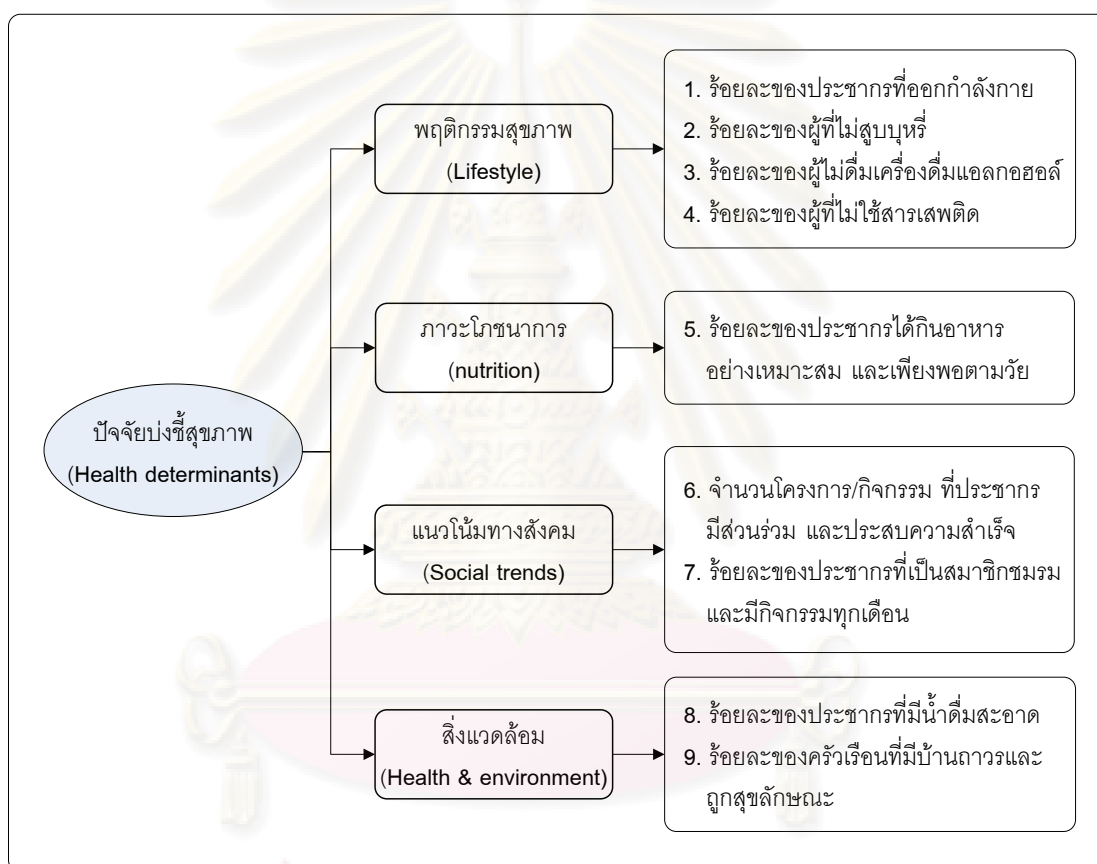 ปัจจัยบ่งชี้สุขภาพ
(Health determinants)
พฤติกรรมสุขภาพ
(Lifestyle)
1. ร้อยละของประชากรที่ออกกำลังกาย
2. ร้อยละของผู้ที่ไม่สูบบุหรี่
3. ร้อยละของผู้ไม่ดื่มเครื่องดื่มแอลกอฮอล์
4. ร้อยละของผู้ที่ไม่ใช้สารเสพติด
ภาวะโภชนาการ
(nutrition)
5. ร้อยละของประชากรได้กินอาหาร
อย่างเหมาะสม และเพียงพอตามวัย
แนวโน้มทางสังคม
(Social trends)
6. จำนวนโครงการ/กิจกรรม ที่ประชากร
มีส่วนร่วม และประสบความสำเร็จ
7. ร้อยละของประชากรที่เป็นสมาชิกชมรม
และมีกิจกรรมทุกเดือน
สิ่งแวดล้อม
(Health & environment)
8. ร้อยละของประชากรที่มีน้ำดื่มสะอาด
9. ร้อยละของครัวเรือนที่มีบ้านถาวรและ
ถูกสุขลักษณะ